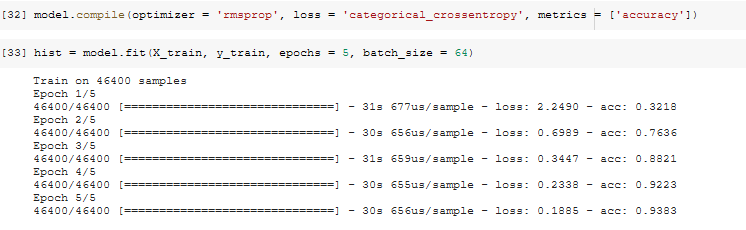 [32] model.compile(optimizer = 'rmsprop', loss = 'categorical_crossentropy', metrics = ['accuracy'])
[33] hist = model.fit(X_train, y_train, epochs = 5, batch_size = 64)
Train on 46400 samples
Epoch 1/5
46400/46400 [==============================] - 31s 677us/sample - loss: 2.2490 - acc: 0.3218
Epoch 2/5
46400/46400 [==============================] - 30s 656us/sample - loss: 0.6989 - acc: 0.7636
Epoch 3/5
46400/46400 [==============================] - 31s 659us/sample - loss: 0.3447 - acc: 0.8821
Epoch 4/5
46400/46400 [==============================] - 30s 655us/sample - loss: 0.2338 - acc: 0.9223
Epoch 5/5
46400/46400 [==============================] - 30s 656us/sample - loss: 0.1885 - acc: 0.9383